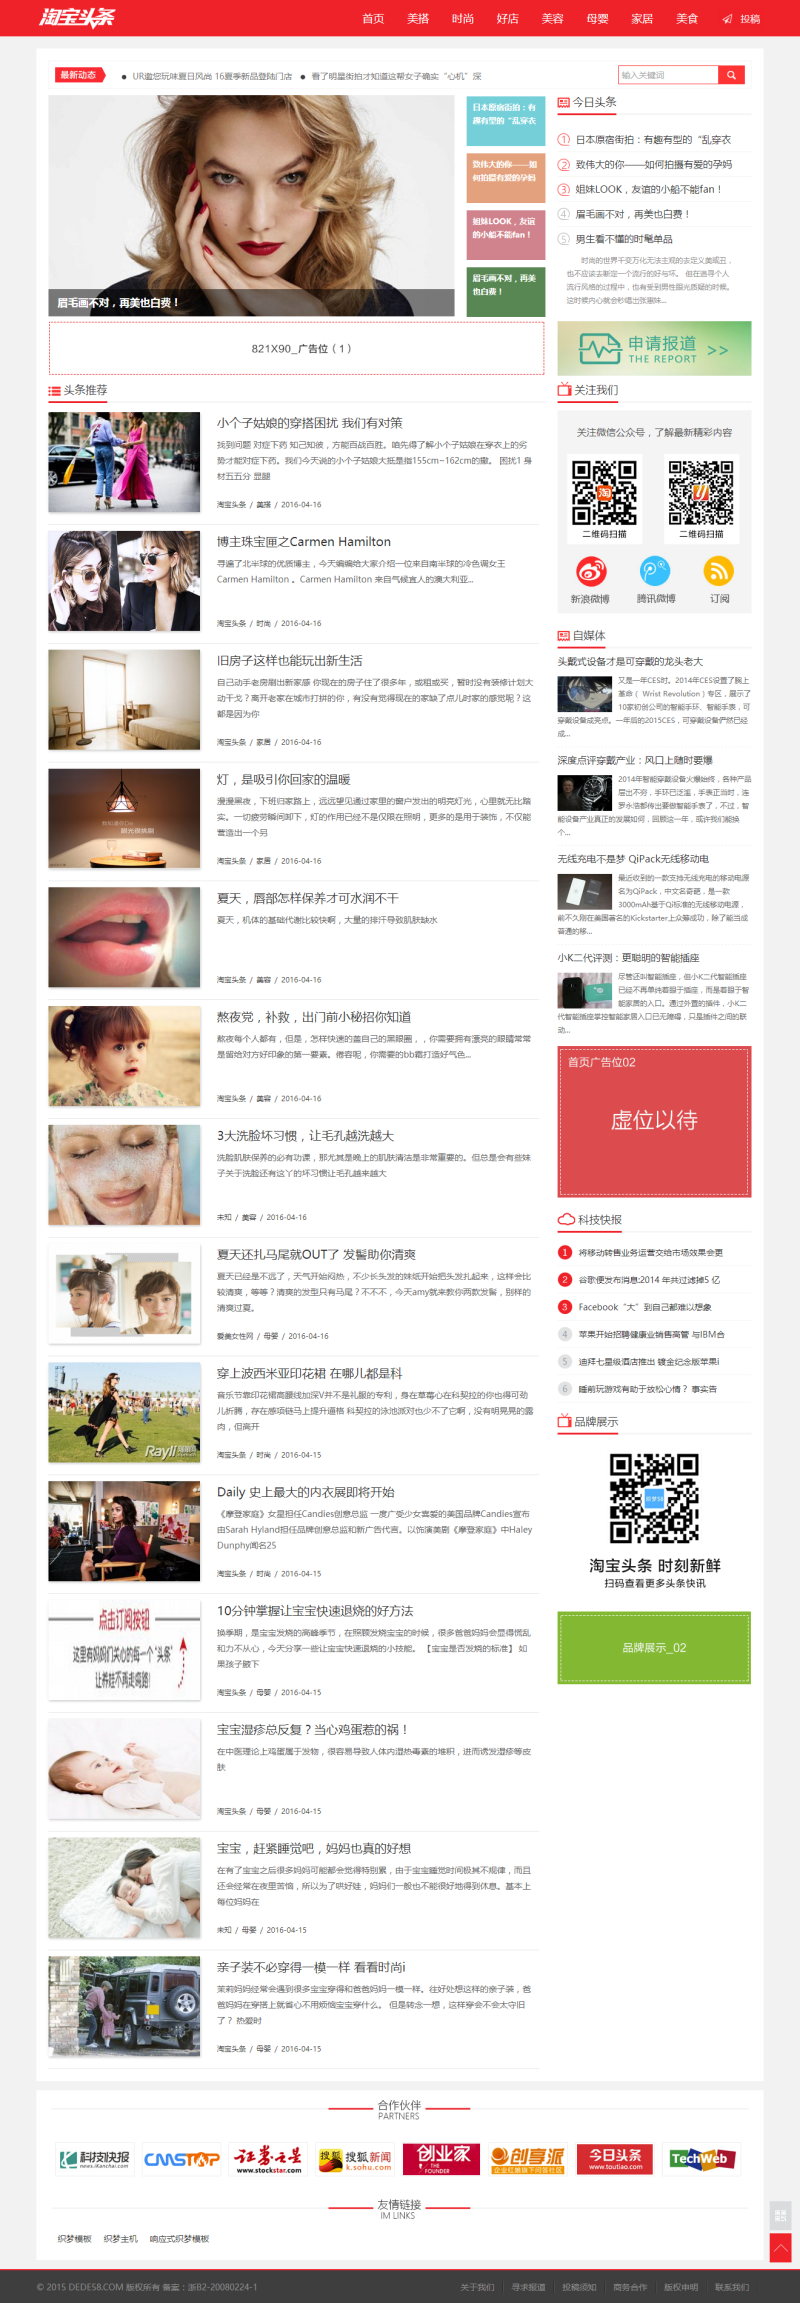 淘宝头条
首页 美搭 时尚 好店 美容 母婴 家居 美食 投稿
最新动态 ● UR邀您玩味夏日风尚 16夏季新品登陆门店 ● 看了明星街拍才知道这帮女子确实“心机”深
输入关键词
眉毛画不对，再美也白费！
日本原宿街拍：有
趣有型的“乱穿衣
致伟大的你——如
何拍摄有爱的孕妈
姐妹LOOK，友谊
的小船不能fan！
眉毛画不对，再美
也白费！
821X90_广告位（1）
今日头条
1 日本原宿街拍：有趣有型的“乱穿衣
2 致伟大的你——如何拍摄有爱的孕妈
3 姐妹LOOK，友谊的小船不能fan！
4 眉毛画不对，再美也白费！
5 男生看不懂的时髦单品
时尚的世界千变万化无法主观的去定义美或丑，
也不应该去断定一个流行的好与坏。 但在追寻个人
流行风格的过程中，也有受到男性眼光质疑的时候。
这时候内心就会秒唱出张惠妹...
申请报道
THE REPORT >>
头条推荐
小个子姑娘的穿搭困扰 我们有对策
找到问题 对症下药 知己知彼，方能百战百胜。咱先得了解小个子姑娘在穿衣上的劣
势才能对症下药。我们今天说的小个子姑娘大抵是指155cm~162cm的撒。 困扰1 身
材五五分 显腿
淘宝头条 / 美搭 / 2016-04-16
博主珠宝匣之Carmen Hamilton
寻遍了北半球的优质博主，今天编编给大家介绍一位来自南半球的冷色调女王
Carmen Hamilton 。Carmen Hamilton 来自气候宜人的澳大利亚...
淘宝头条 / 时尚 / 2016-04-16
旧房子这样也能玩出新生活
自己动手老房刷出新家感 你现在的房子住了很多年，或租或买，暂时没有装修计划大
动干戈？离开老家在城市打拼的你，有没有觉得现在的家缺了点儿时家的感觉呢？这
都是因为你
淘宝头条 / 家居 / 2016-04-16
灯，是吸引你回家的温暖
漫漫黑夜，下班归家路上，远远望见通过家里的窗户发出的明亮灯光，心里就无比踏
实。一切疲劳瞬间卸下，灯的作用已经不是仅限在照明，更多的是用于装饰，不仅能
营造出一个另
淘宝头条 / 家居 / 2016-04-16
夏天，唇部怎样保养才可水润不干
夏天，机体的基础代谢比较快啊，大量的排汗导致肌肤缺水
淘宝头条 / 美容 / 2016-04-16
熬夜党，补救，出门前小秘招你知道
熬夜每个人都有，但是，怎样快速的盖自己的黑眼圈，，你需要拥有漂亮的眼睛常常
是留给对方好印象的第一要素。倦容呢，你需要的bb霜打造好气色...
淘宝头条 / 美容 / 2016-04-16
3大洗脸坏习惯，让毛孔越洗越大
洗脸肌肤保养的必有功课，那尤其是晚上的肌肤清洁是非常重要的。但总是会有些妹
子关于洗脸还有这丫的坏习惯让毛孔越来越大
未知 / 美容 / 2016-04-16
夏天还扎马尾就OUT了 发髻助你清爽
夏天已经是不远了，天气开始闷热，不少长头发的妹纸开始把头发扎起来，这样会比
较清爽，等等？清爽的发型只有马尾？不不不，今天amy就来教你两款发髻，别样的
清爽过夏。
爱美女性网 / 母婴 / 2016-04-16
穿上波西米亚印花裙 在哪儿都是科
音乐节靠印花裙高腰线加深V并不是礼服的专利，身在草莓心在科契拉的你也得可劲
儿折腾，存在感项链马上提升逼格 科契拉的泳池派对也少不了它啊，没有明晃晃的露
肉，但高开
淘宝头条 / 时尚 / 2016-04-15
Rayli
Daily 史上最大的内衣展即将开始
《摩登家庭》女星担任Candies创意总监 一度广受少女喜爱的美国品牌Candies宣布
由Sarah Hyland担任品牌创意总监和新广告代言。以饰演美剧《摩登家庭》中Haley
Dunphy闻名25
淘宝头条 / 时尚 / 2016-04-15
点击订阅按钮
这里有妈妈们关心的每一个“头条”
让养娃不再走弯路!
10分钟掌握让宝宝快速退烧的好方法
换季期，是宝宝发烧的高峰季节，在照顾发烧宝宝的时候，很多爸爸妈妈会显得慌乱
和力不从心，今天分享一些让宝宝快速退烧的小技能。 【宝宝是否发烧的标准】 如
果孩子腋下
淘宝头条 / 母婴 / 2016-04-15
宝宝湿疹总反复？当心鸡蛋惹的祸！
在中医理论上鸡蛋属于发物，很容易导致人体内湿热毒素的堆积，进而诱发湿疹等皮
肤
淘宝头条 / 母婴 / 2016-04-15
宝宝，赶紧睡觉吧，妈妈也真的好想
在有了宝宝之后很多妈妈可能都会觉得特别累，由于宝宝睡觉时间极其不规律，而且
还会经常在夜里苦恼，所以为了哄好娃，妈妈们一般也不能很好地得到休息。基本上
每位妈妈在
未知 / 母婴 / 2016-04-15
亲子装不必穿得一模一样 看看时尚i
茉莉妈妈经常会遇到很多宝宝穿得和爸爸妈妈一模一样。往好处想这样的亲子装，爸
爸妈妈在穿搭上就省心不用烦恼宝宝穿什么。 但是转念一想，这样穿会不会太守旧
了？ 热爱时
淘宝头条 / 母婴 / 2016-04-15
关注我们
关注微信公众号，了解最新精彩内容
二维码扫描 二维码扫描
新浪微博 腾讯微博 订阅
自媒体
头戴式设备才是可穿戴的龙头老大
又是一年CES时。2014年CES设置了腕上
革命（ Wrist Revolution）专区，展示了
10家初创公司的智能手环、智能手表，可
穿戴设备成亮点。一年后的2015CES，可穿戴设备俨然已经
成...
深度点评穿戴产业：风口上随时要爆
2014年智能穿戴设备火爆始终，各种产品
层出不穷，手环已泛滥，手表正当时，连
罗永浩都传出要做智能手表了，不过，智
能设备产业真正的发展如何，回顾这一年，或许我们能换
个...
无线充电不是梦 QiPack无线移动电
最近收到的一款支持无线充电的移动电源
名为QiPack，中文名奇葩，是一款
3000mAh基于Qi标准的无线移动电源，
前不久刚在美国著名的Kickstarter上众筹成功，除了能当成
普通的移...
小K二代评测：更聪明的智能插座
尽管还叫智能插座，但小K二代智能插座
已经不再单纯着眼于插座，而是着眼于智
能家居的入口。通过外置的插件，小K二
代智能插座掌控智能家居入口已无障碍，只是插件之间的联
动...
首页广告位02
虚位以待
科技快报
1 将移动转售业务运营交给市场效果会更
2 谷歌便发布消息:2014 年共过滤掉5 亿
3 Facebook“大”到自己都难以想象
4 苹果开始招聘健康业销售高管 与IBM合
5 迪拜七星级酒店推出 镀金纪念版苹果i
6 睡前玩游戏有助于放松心情？ 事实告
品牌展示
淘宝头条 时刻新鲜
扫码查看更多头条快讯
品牌展示_02
合作伙伴
PARTNERS
科技快报 news.ikanchai.com
CMSTOP
证券之星 www.stockstar.com
搜狐新闻 k.sohu.com
创业家 THE FOUNDER
创享派
今日头条 www.toutiao.com
TechWeb
友情链接
IM LINKS
织梦模板 织梦主机 响应式织梦模板
© 2015 DEDE58.COM 版权所有 备案：浙B2-20080224-1
关于我们 寻求报道 投稿须知 商务合作 版权申明 联系我们